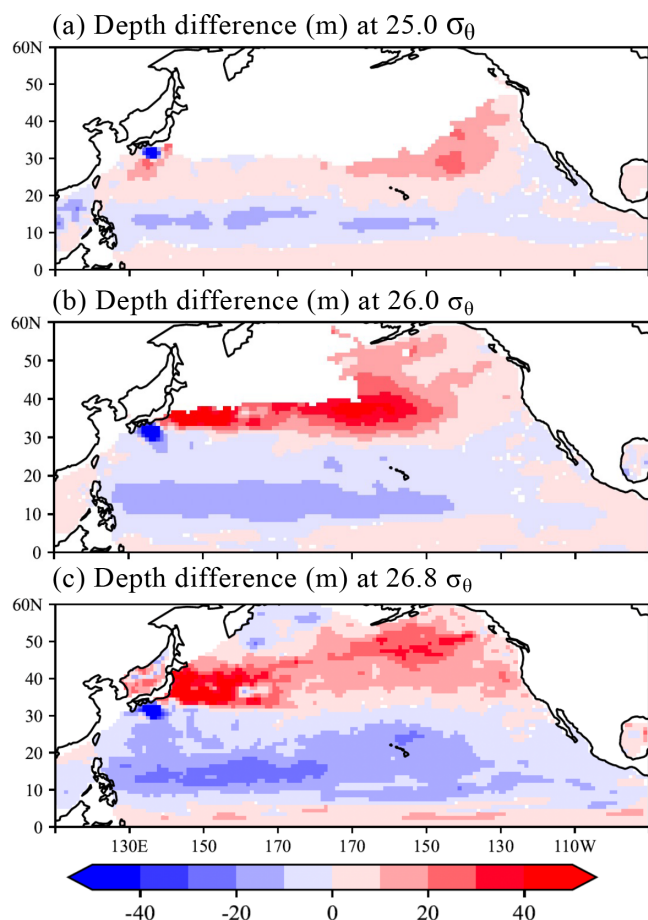 (a) Depth difference (m) at 25.0 σθ
60N
50
40
30
20
10
0
(b) Depth difference (m) at 26.0 σθ
60N
50
40
30
20
10
0
(c) Depth difference (m) at 26.8 σθ
60N
50
40
30
20
10
0
130E 150 170 170 150 130 110W
-40 -20 0 20 40